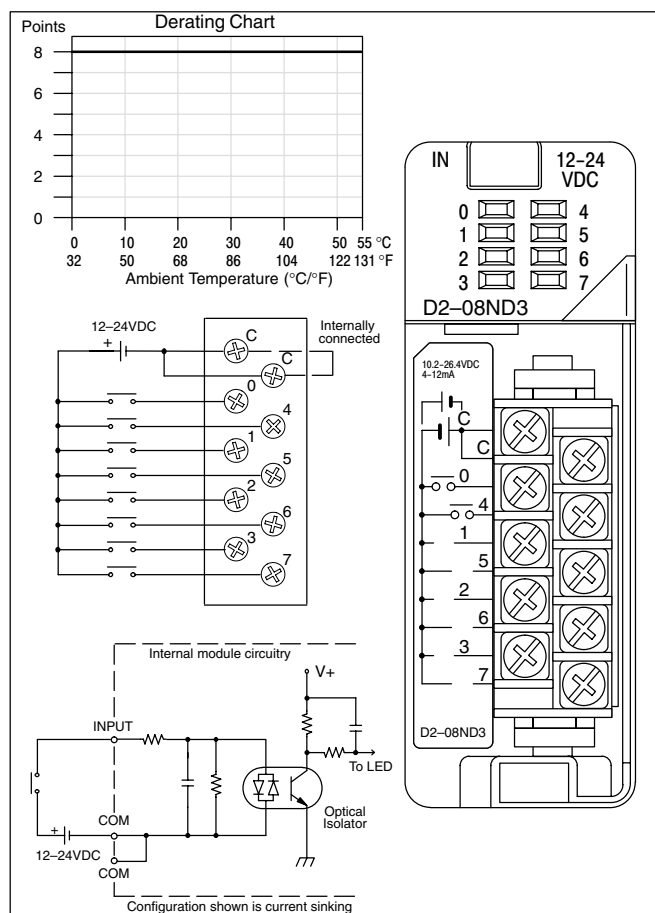 Points
Derating Chart
8
6
4
2
0
0 10 20 30 40 50 55 °C
32 50 68 86 104 122 131 °F
Ambient Temperature (°C/°F)
12–24VDC
+
Internally
connected
C
C
0
4
1
5
2
6
3
7
Internal module circuitry
V+
INPUT
To LED
Optical
Isolator
COM
+
12–24VDC
COM
Configuration shown is current sinking
IN
12–24
VDC
0 4
1 5
2 6
3 7
D2–08ND3
10.2–26.4VDC
4–12mA
C
C
0
4
1
5
2
6
3
7
D2–08ND3